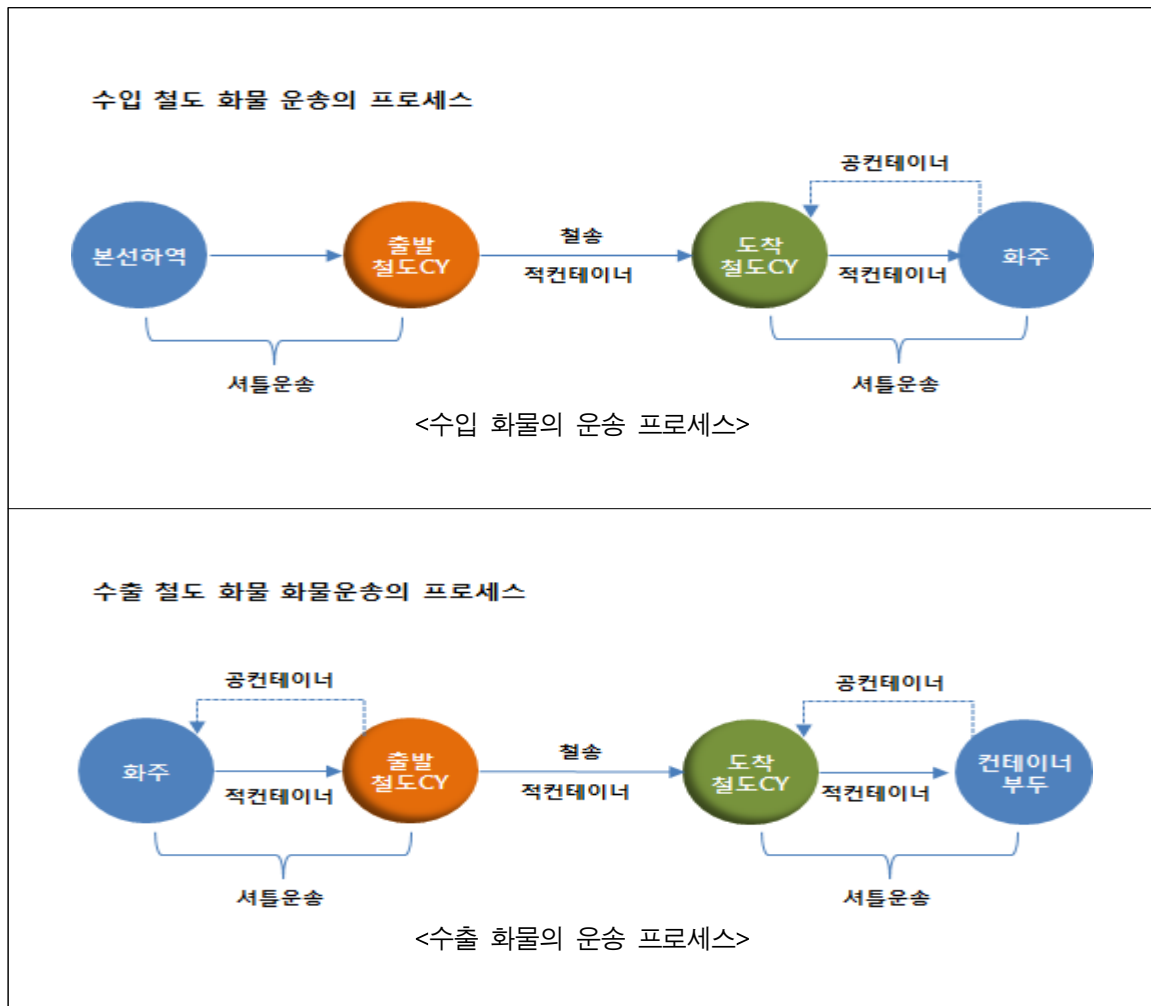 수입 철도 화물 운송의 프로세스
공컨테이너
본선하역
출발
철도CY
철송
적컨테이너
도착
철도CY
적컨테이너
화주
셔틀운송
셔틀운송
<수입 화물의 운송 프로세스>
수출 철도 화물 화물운송의 프로세스
공컨테이너
공컨테이너
화주
적컨테이너
출발
철도CY
철송
적컨테이너
도착
철도CY
적컨테이너
컨테이너
부두
셔틀운송
셔틀운송
<수출 화물의 운송 프로세스>